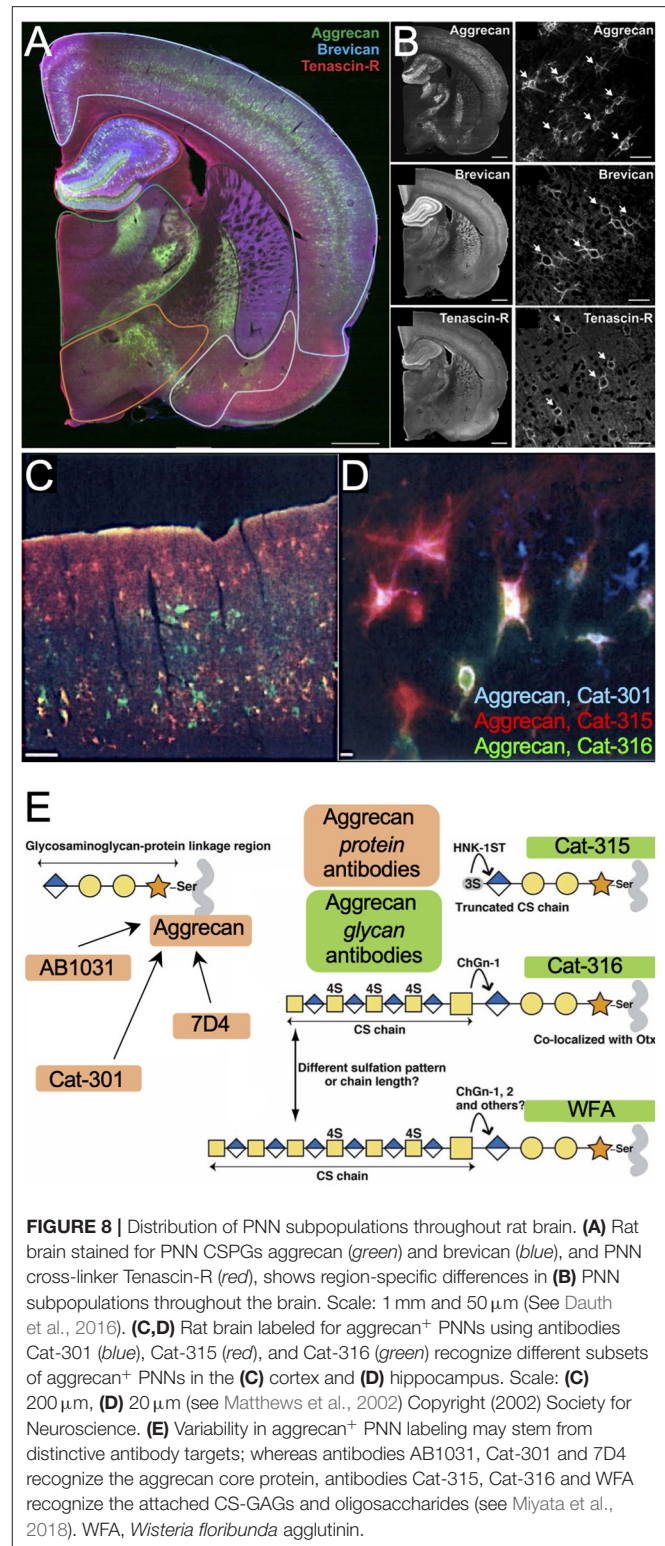 A
Aggrecan
Brevican
Tenascin-R
B
Aggrecan
Aggrecan
Brevican
Brevican
Tenascin-R
Tenascin-R
C
D
Aggrecan, Cat-301
Aggrecan, Cat-315
Aggrecan, Cat-316
E
Glycosaminoglycan-protein linkage region
Ser
Aggrecan
AB1031
7D4
Cat-301
Aggrecan
protein
antibodies
Aggrecan
glycan
antibodies
HNK-1ST
Cat-315
3S
Ser
Truncated CS chain
ChGn-1
Cat-316
4S 4S 4S
Ser
CS chain
Co-localized with Otx
Different sulfation pattern
or chain length?
ChGn-1, 2
and others?
WFA
4S 4S
Ser
CS chain
FIGURE 8 | Distribution of PNN subpopulations throughout rat brain. (A) Rat
brain stained for PNN CSPGs aggrecan (green) and brevican (blue), and PNN
cross-linker Tenascin-R (red), shows region-specific differences in (B) PNN
subpopulations throughout the brain. Scale: 1 mm and 50 μm (See Dauth
et al., 2016). (C,D) Rat brain labeled for aggrecan⁺ PNNs using antibodies
Cat-301 (blue), Cat-315 (red), and Cat-316 (green) recognize different subsets
of aggrecan⁺ PNNs in the (C) cortex and (D) hippocampus. Scale: (C)
200 μm, (D) 20 μm (see Matthews et al., 2002) Copyright (2002) Society for
Neuroscience. (E) Variability in aggrecan⁺ PNN labeling may stem from
distinctive antibody targets; whereas antibodies AB1031, Cat-301 and 7D4
recognize the aggrecan core protein, antibodies Cat-315, Cat-316 and WFA
recognize the attached CS-GAGs and oligosaccharides (see Miyata et al.,
2018). WFA, Wisteria floribunda agglutinin.